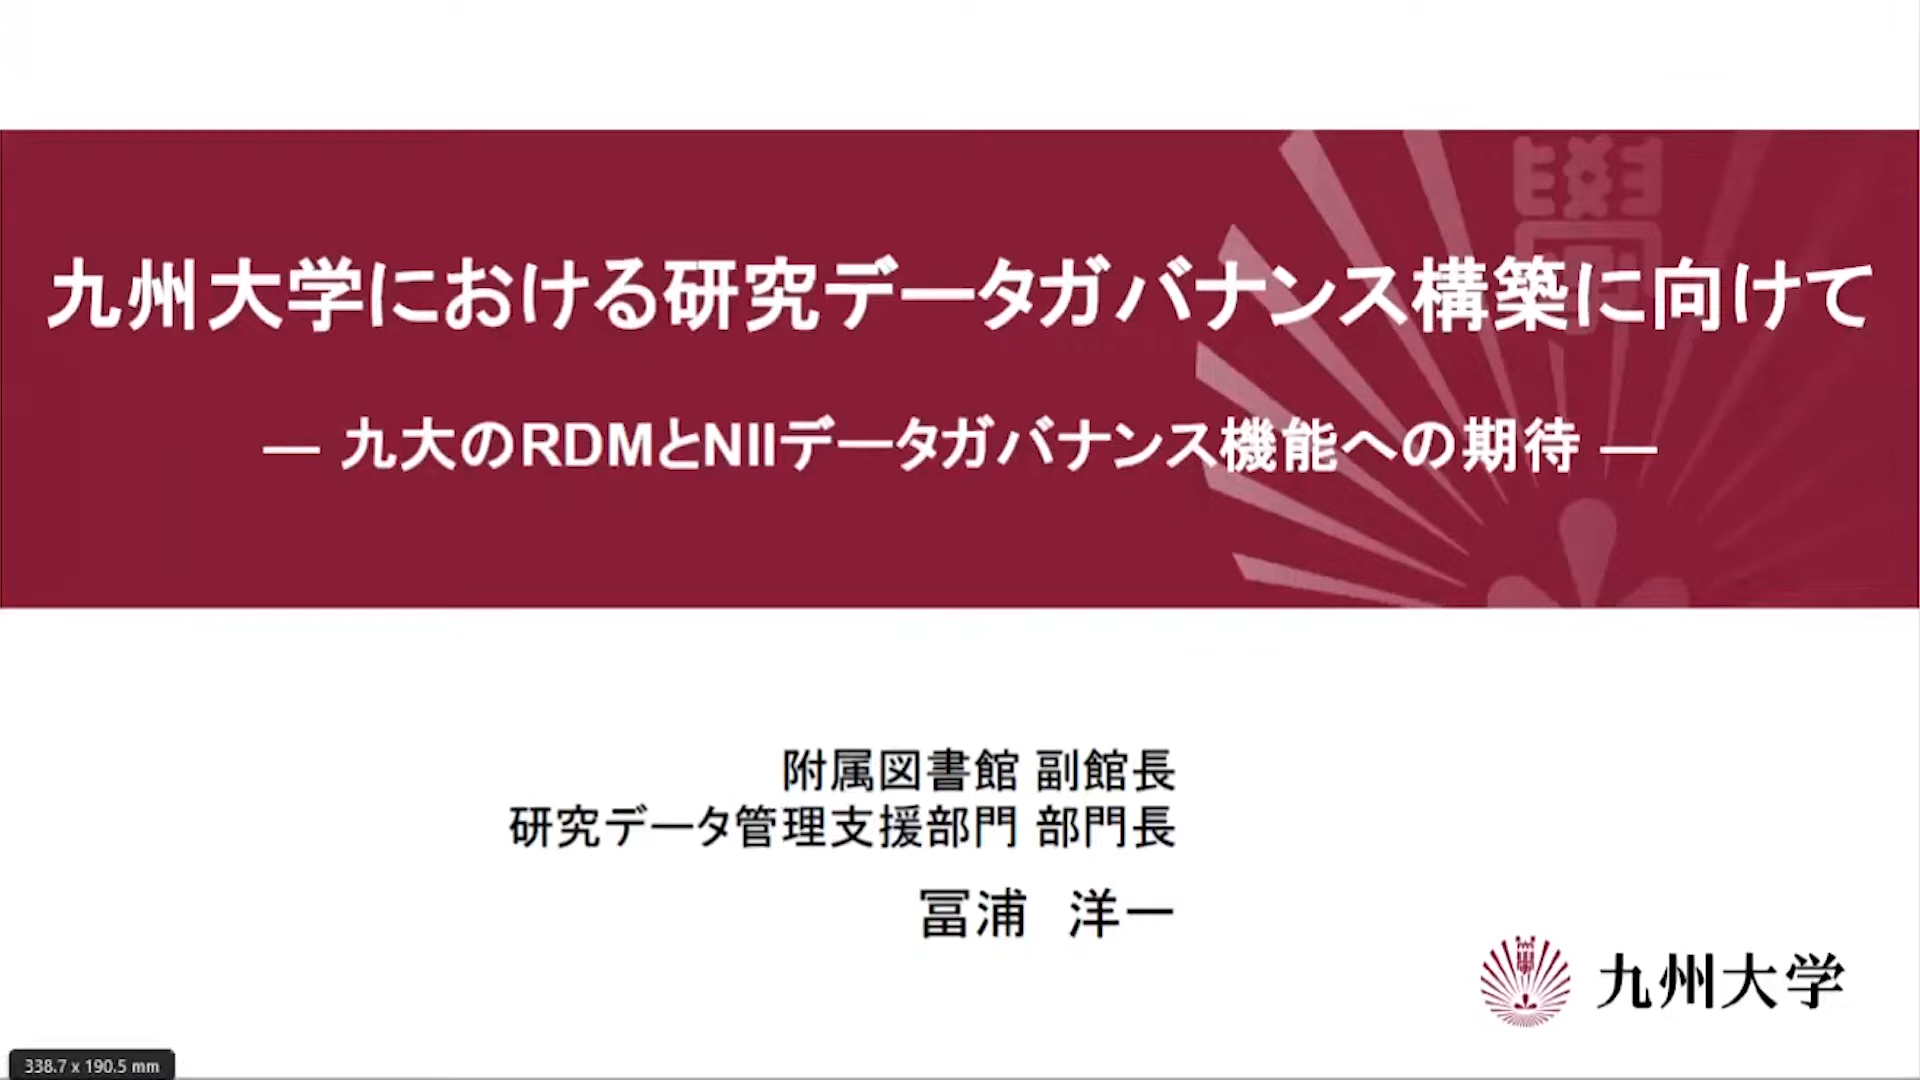 九州大学における研究データガバナンス構築に向けて
― 九大のRDMとNIIデータガバナンス機能への期待 ―
附属図書館 副館長
研究データ管理支援部門 部門長
冨浦 洋一
九州大学
338.7 x 190.5 mm